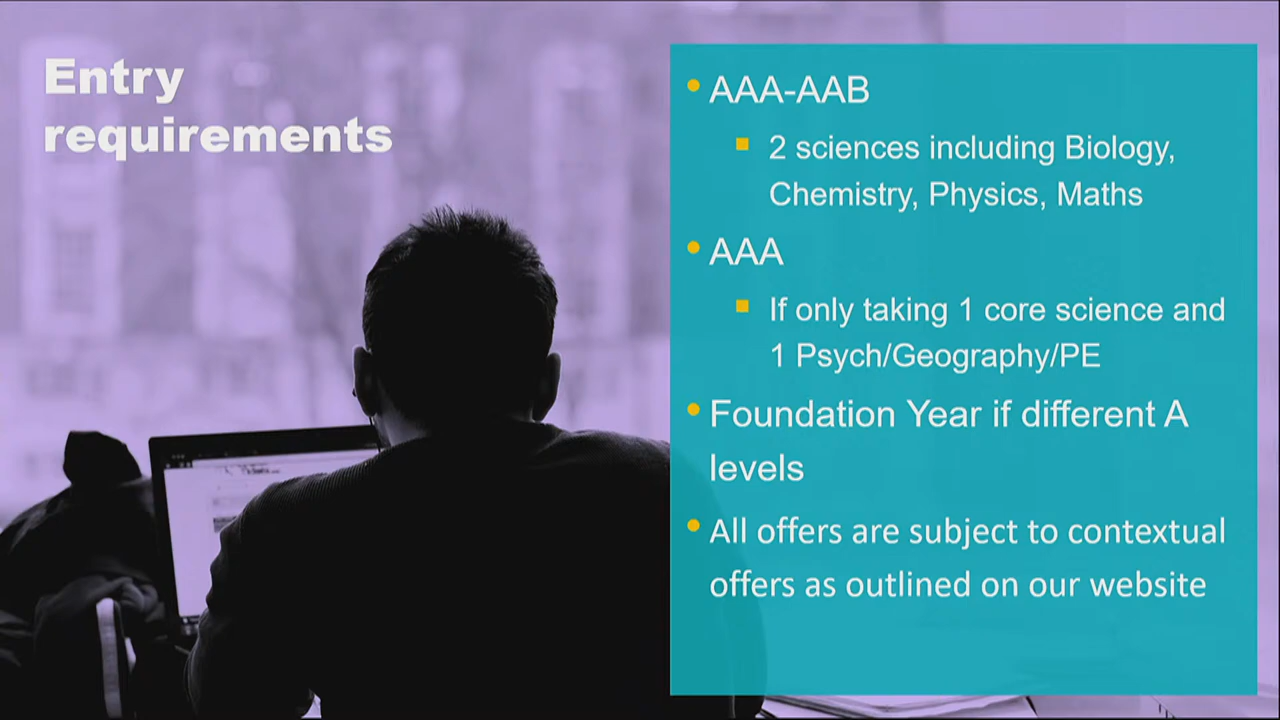 Entry
requirements
AAA-AAB
2 sciences including Biology,
Chemistry, Physics, Maths
AAA
If only taking 1 core science and
1 Psych/Geography/PE
Foundation Year if different A
levels
All offers are subject to contextual
offers as outlined on our website